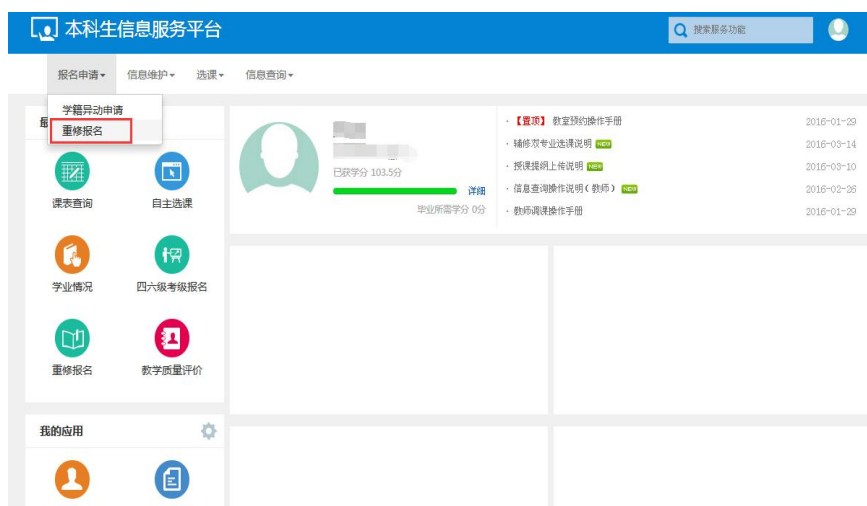 本科生信息服务平台
搜索服务功能
报名申请 信息维护 选课 信息查询
学籍异动申请
重修报名
课表查询 自主选课
学业情况 四六级考级报名
重修报名 教学质量评价
我的应用
已获学分 103.5分
详细
毕业所需学分 0分
·【置顶】 教室预约操作手册 2016-01-29
· 辅修双专业选课说明 NEW 2016-03-14
· 授课提纲上传说明 NEW 2016-03-10
· 信息查询操作说明(教师) NEW 2016-02-26
· 教师调课操作手册 2016-01-29